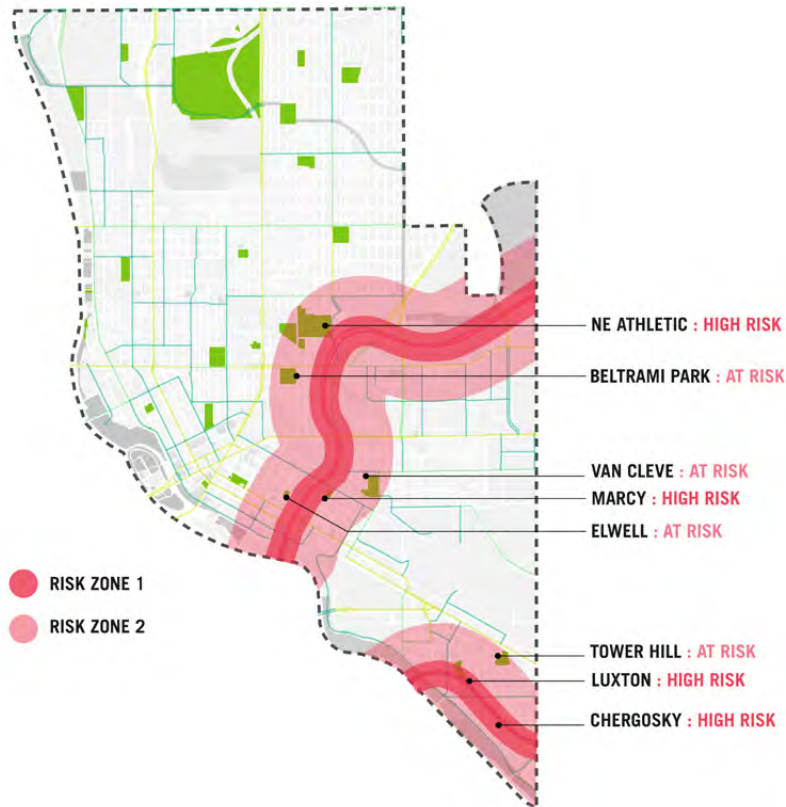 NE ATHLETIC : HIGH RISK
BELTRAMI PARK : AT RISK
VAN CLEVE : AT RISK
MARCY : HIGH RISK
ELWELL : AT RISK
RISK ZONE 1
RISK ZONE 2
TOWER HILL : AT RISK
LUXTON : HIGH RISK
CHERGOSKY : HIGH RISK